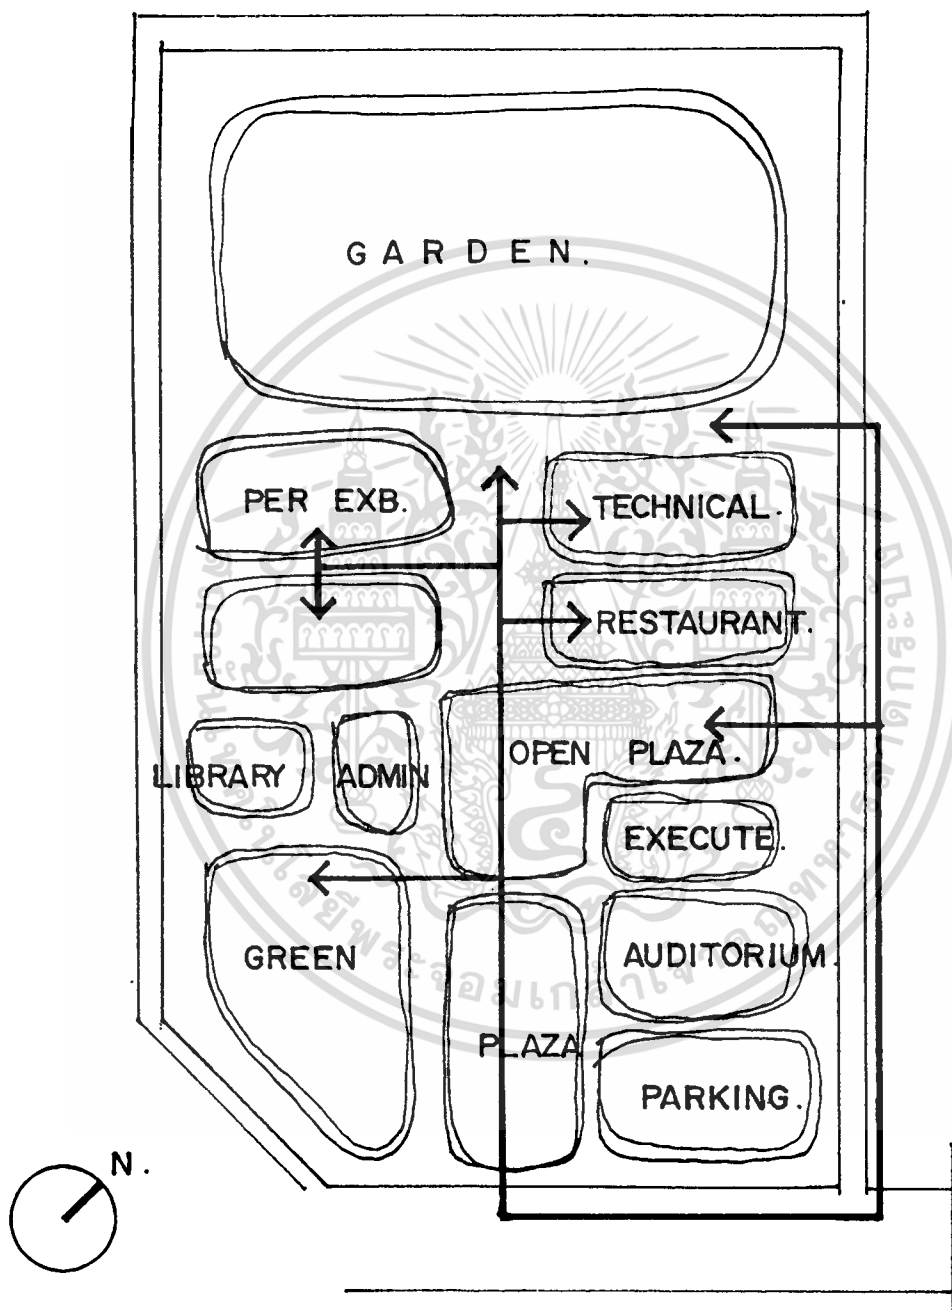 GARDEN.
PER EXB.
TECHNICAL.
RESTAURANT.
OPEN PLAZA.
LIBRARY
ADMIN
EXECUTE.
GREEN
AUDITORIUM.
PLAZA
PARKING.
N.